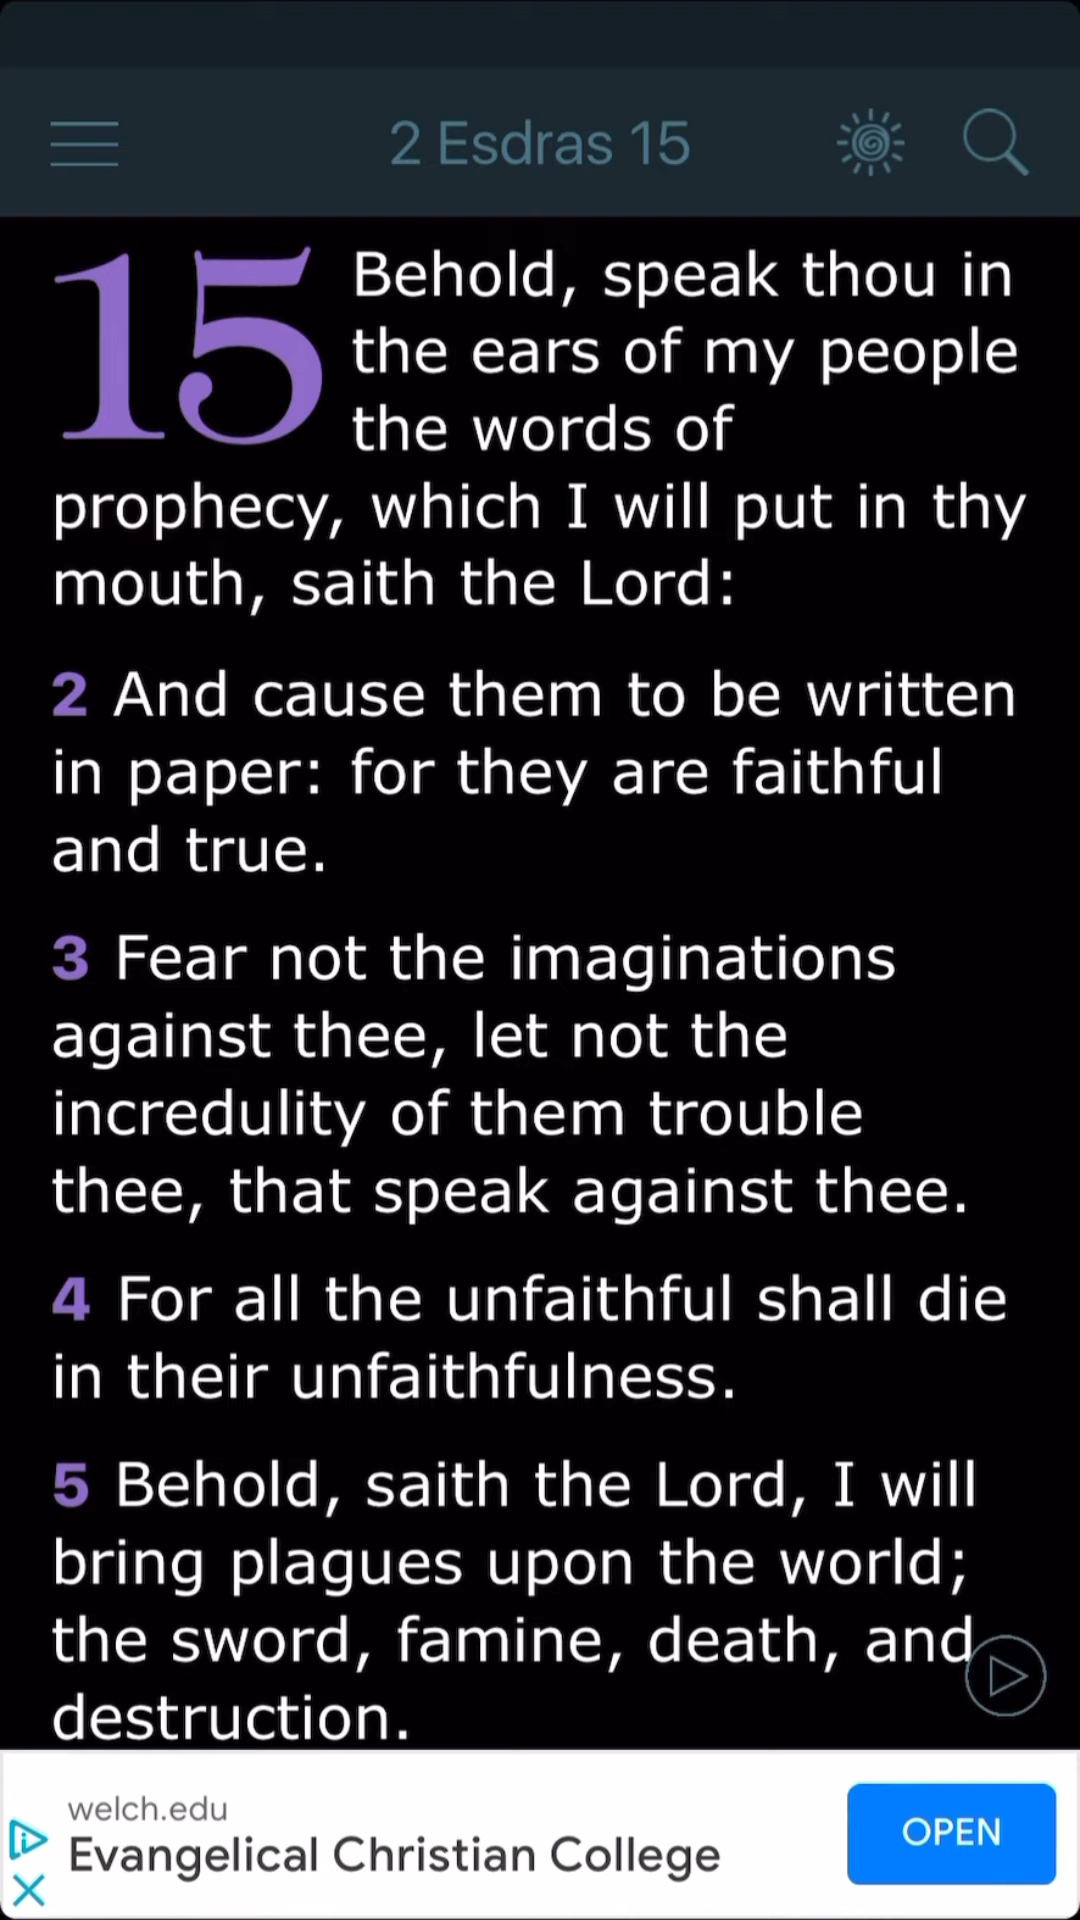 2 Esdras 15
15 Behold, speak thou in
the ears of my people
the words of
prophecy, which I will put in thy
mouth, saith the Lord:
2 And cause them to be written
in paper: for they are faithful
and true.
3 Fear not the imaginations
against thee, let not the
incredulity of them trouble
thee, that speak against thee.
4 For all the unfaithful shall die
in their unfaithfulness.
5 Behold, saith the Lord, I will
bring plagues upon the world;
the sword, famine, death, and
destruction.
welch.edu
Evangelical Christian College
OPEN